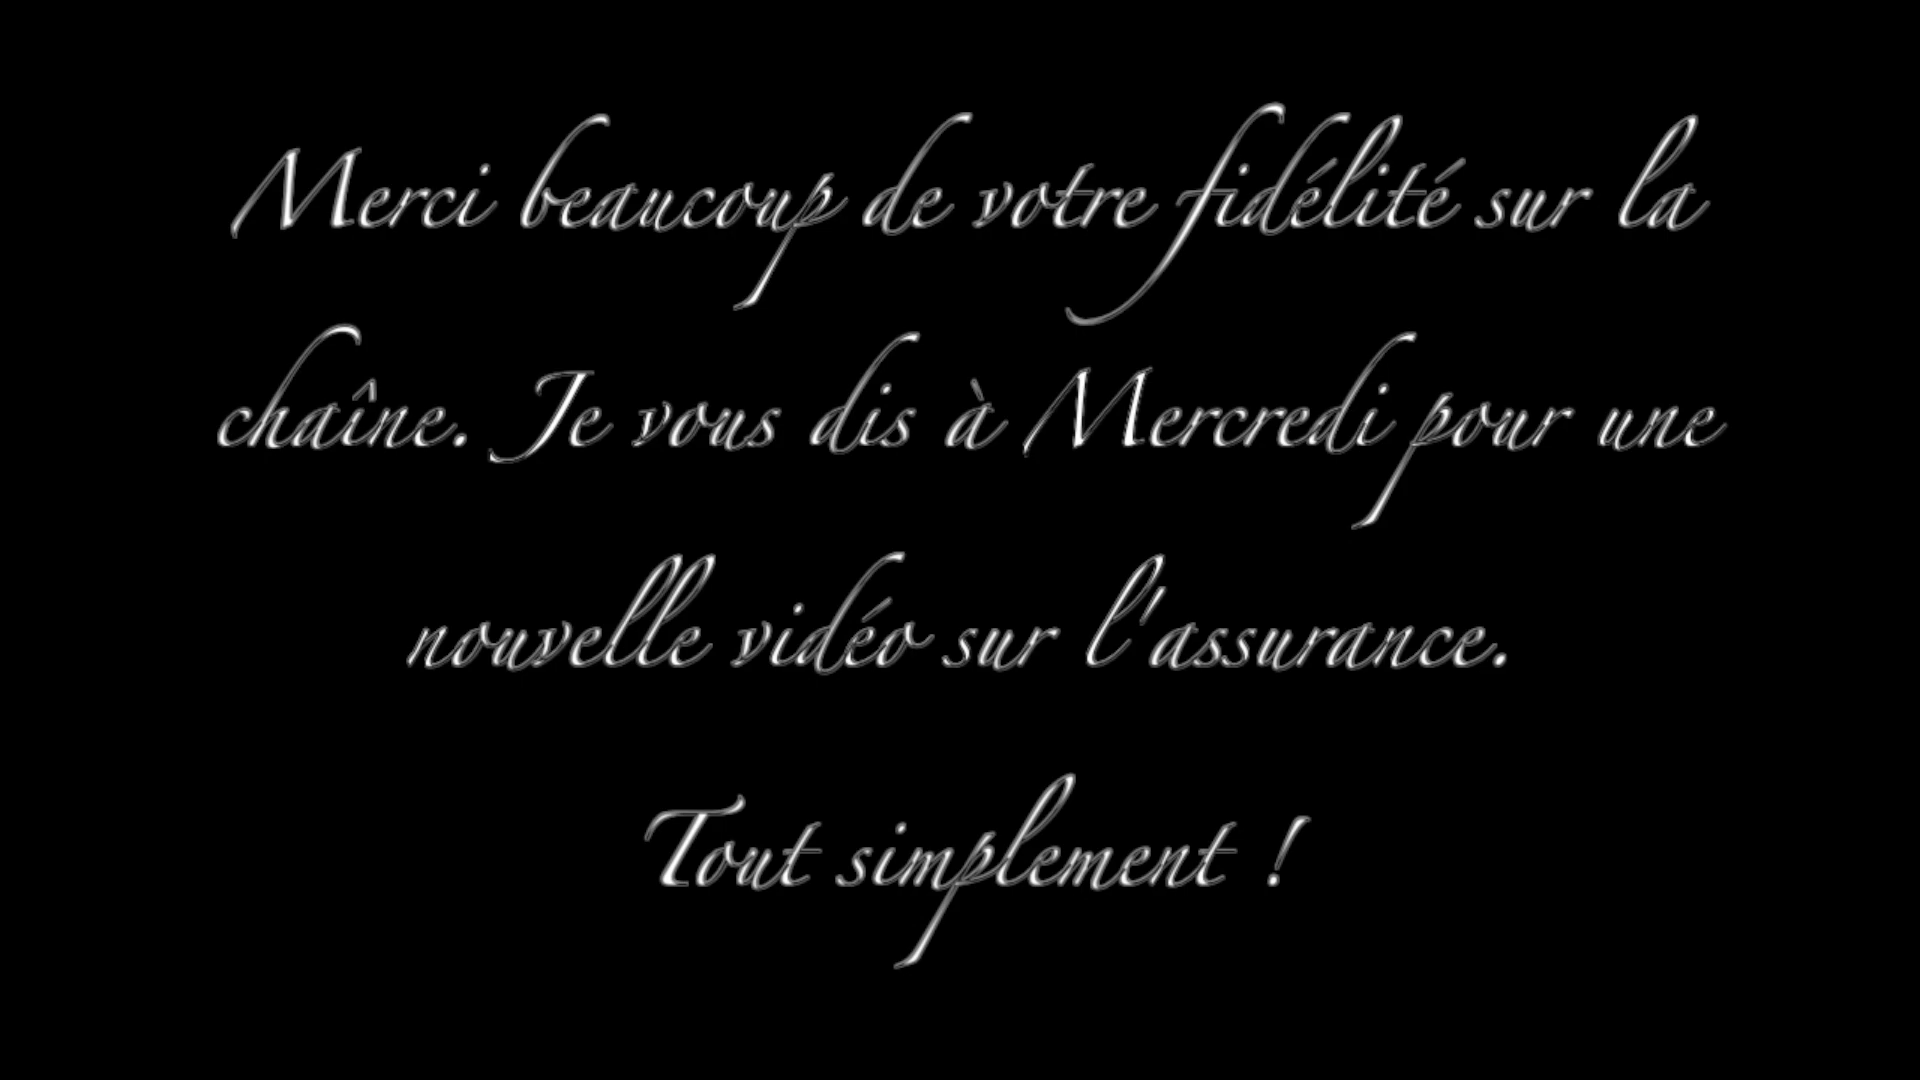 Merci beaucoup de votre fidélité sur la
chaîne. Je vous dis à Mercredi pour une
nouvelle vidéo sur l'assurance.
Tout simplement !